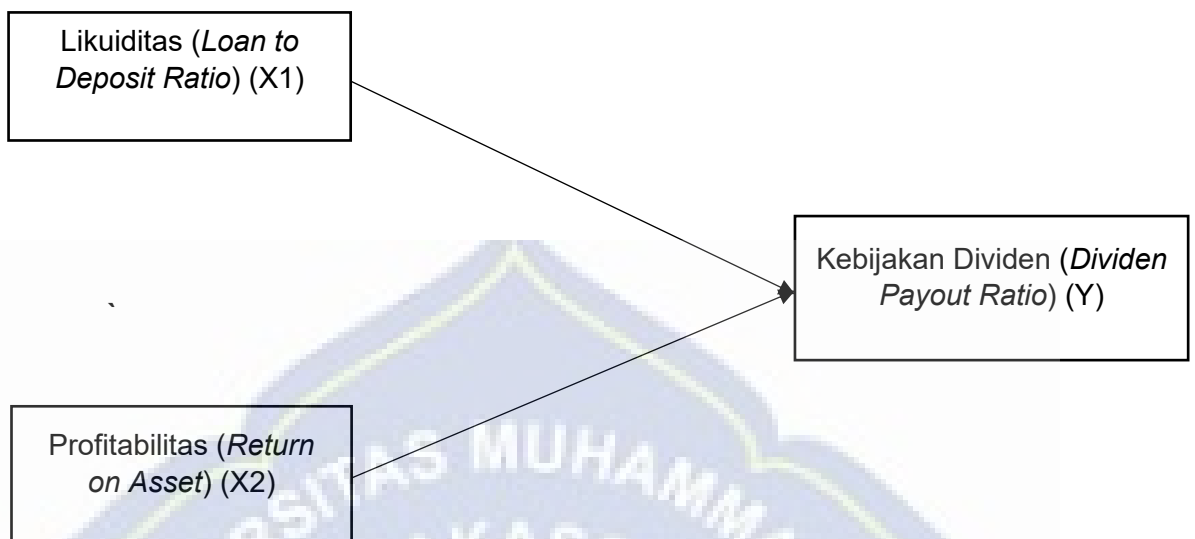 Likuiditas (Loan to
Deposit Ratio) (X1)
Kebijakan Dividen (Dividen
Payout Ratio) (Y)
`
Profitabilitas (Return
on Asset) (X2)